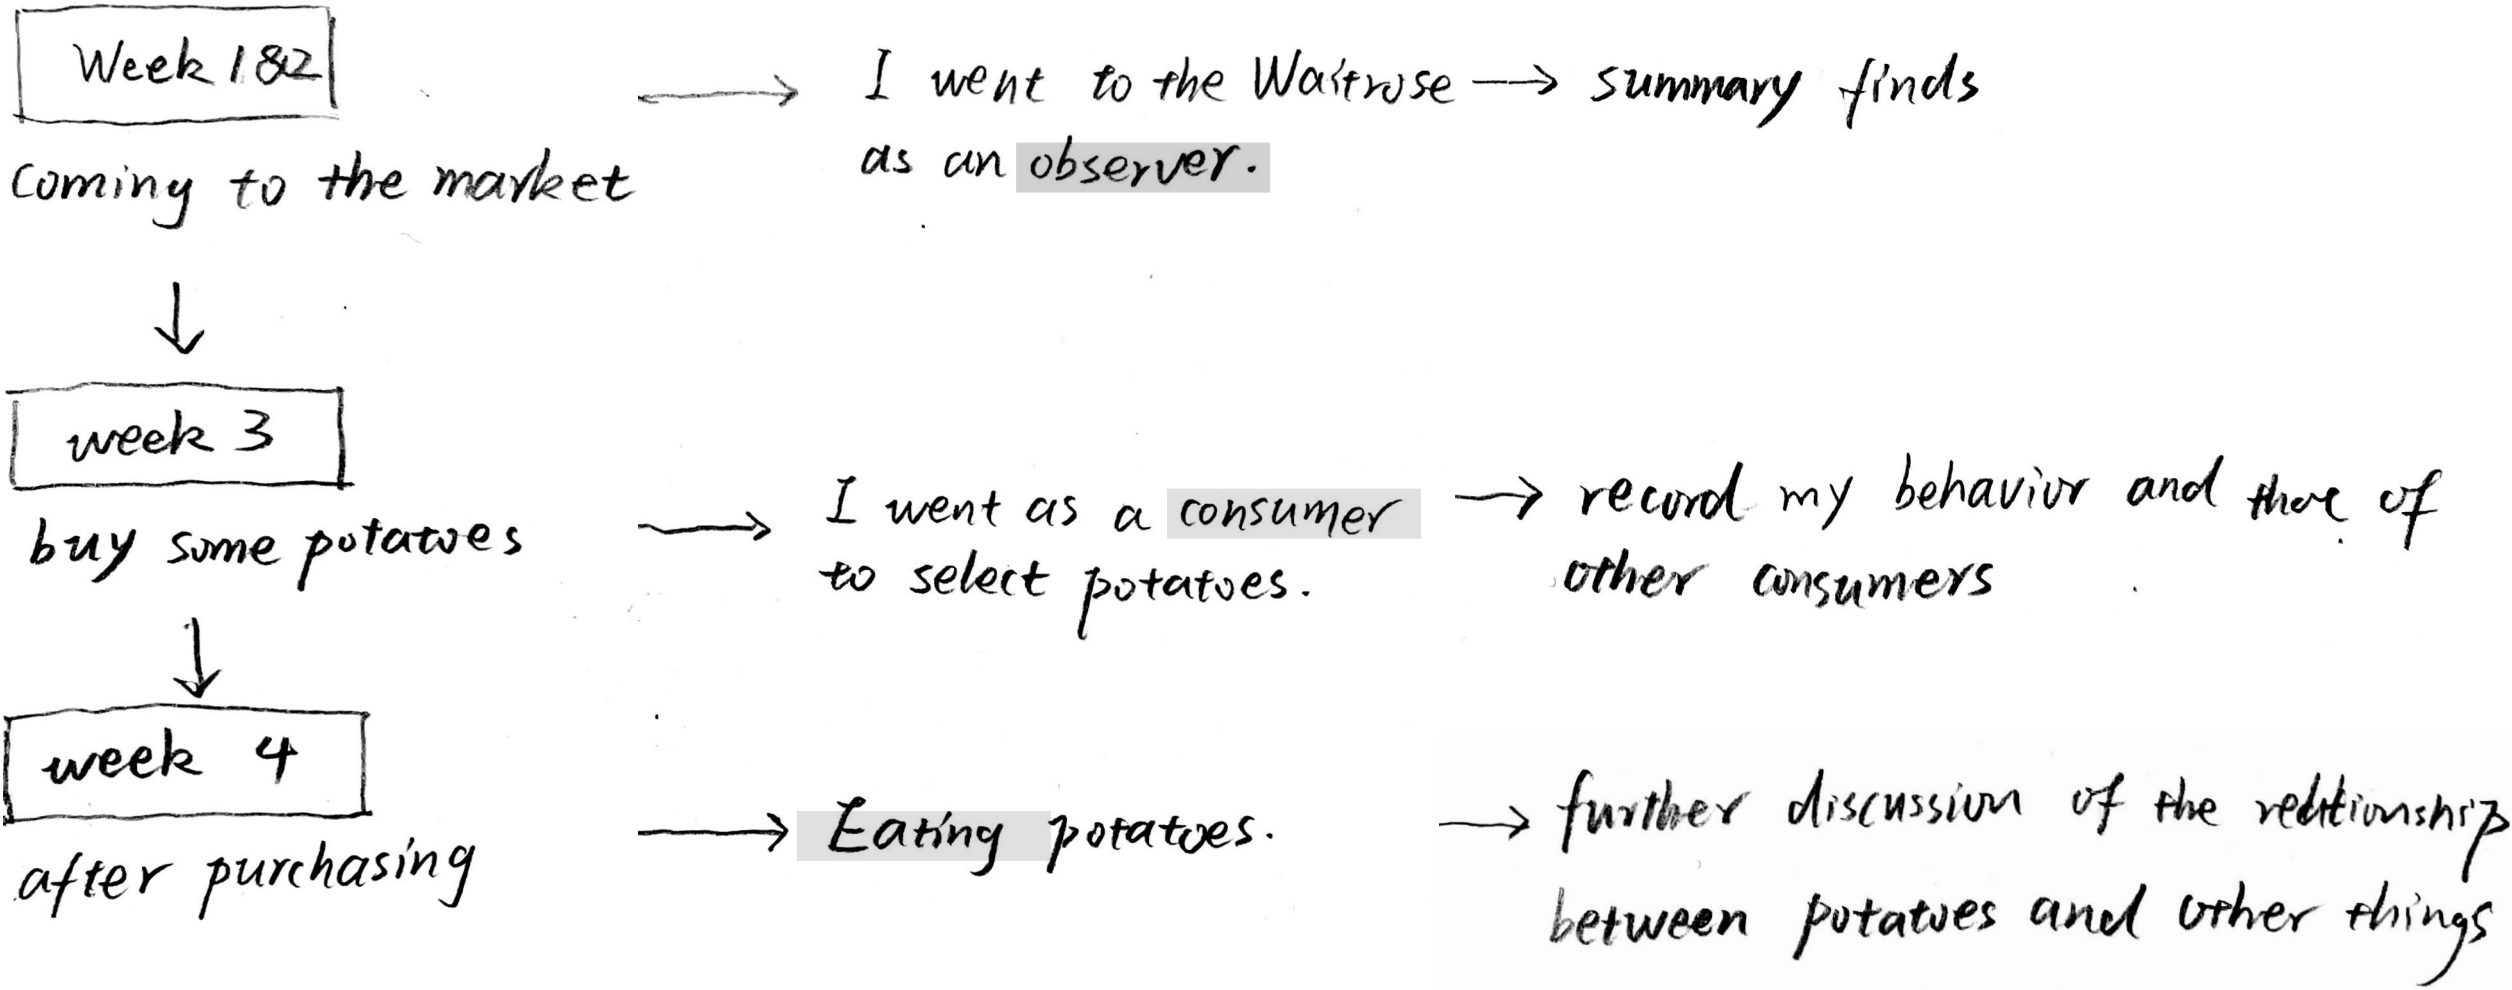 Week 1&2
I went to the Waitrose → summary finds
as an observer.
coming to the market
↓
week 3
I went as a consumer → record my behavior and those of
buy some potatoes
to select potatoes.
other consumers
↓
week 4
→ Eating potatoes.
→ further discussion of the relationship
after purchasing
between potatoes and other things